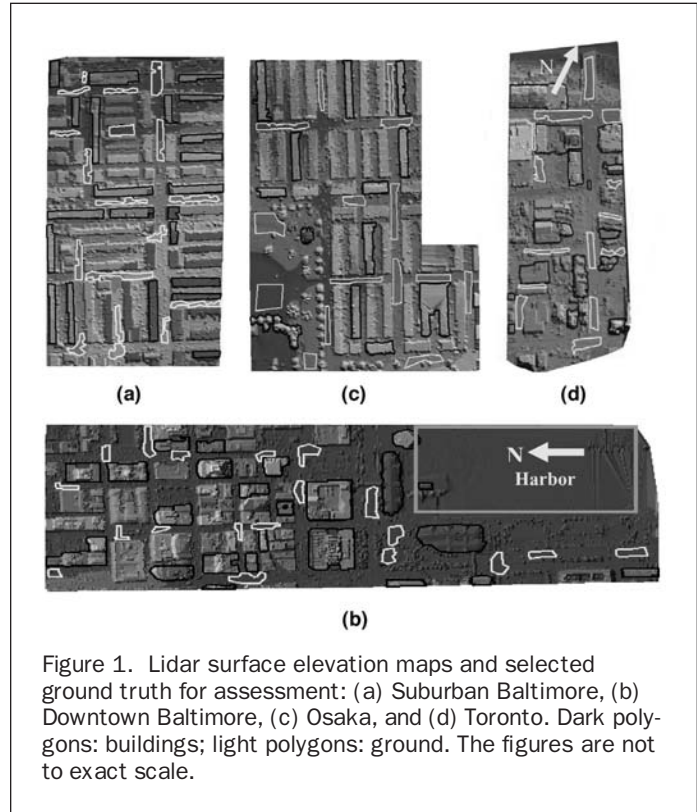 (a)
(c)
N
(d)
N
Harbor
(b)
Figure 1. Lidar surface elevation maps and selected
ground truth for assessment: (a) Suburban Baltimore, (b)
Downtown Baltimore, (c) Osaka, and (d) Toronto. Dark poly-
gons: buildings; light polygons: ground. The figures are not
to exact scale.